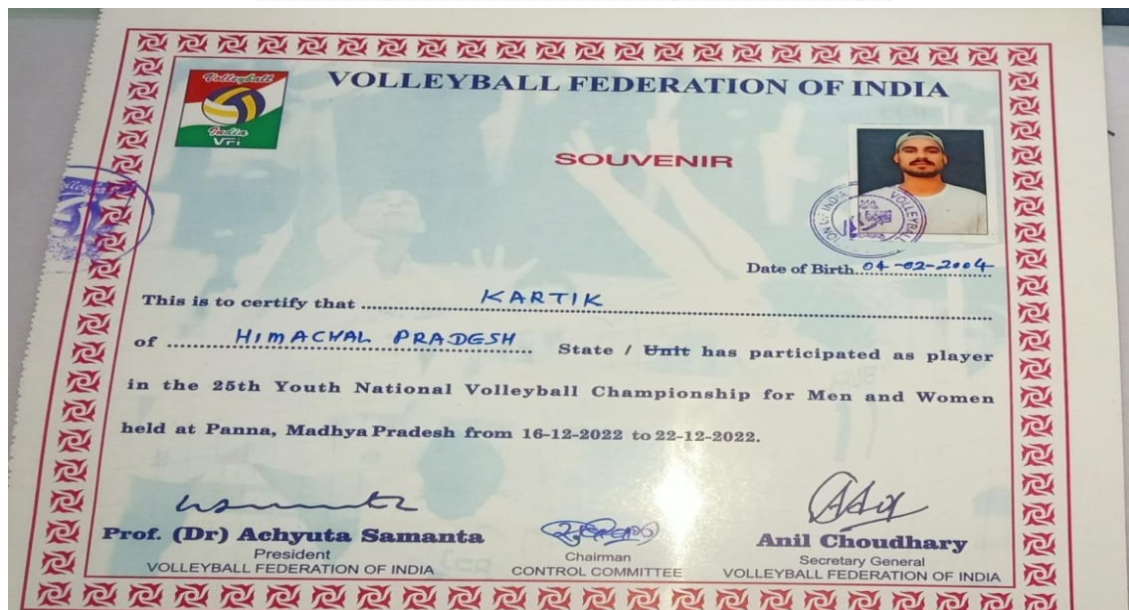 VOLLEYBALL FEDERATION OF INDIA
Volleyball
India
VFI
SOUVENIR
Date of Birth 04-02-2004
This is to certify that KARTIK
of HIMACHAL PRADESH State / Unit has participated as player
in the 25th Youth National Volleyball Championship for Men and Women
held at Panna, Madhya Pradesh from 16-12-2022 to 22-12-2022.
Prof. (Dr) Achyuta Samanta
President
VOLLEYBALL FEDERATION OF INDIA
Chairman
CONTROL COMMITTEE
Anil Choudhary
Secretary General
VOLLEYBALL FEDERATION OF INDIA